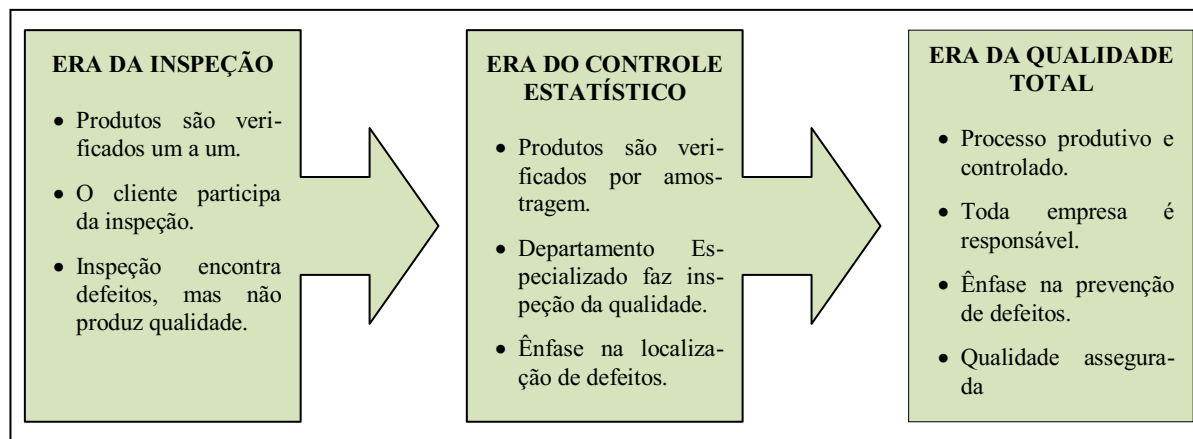 ERA DA INSPEÇÃO
• Produtos são veri-
ficados um a um.
• O cliente participa
da inspeção.
• Inspeção encontra
defeitos, mas não
produz qualidade.
ERA DO CONTROLE
ESTATÍSTICO
• Produtos são veri-
ficados por amos-
tragem.
• Departamento Es-
pecializado faz ins-
peção da qualidade.
• Ênfase na localiza-
ção de defeitos.
ERA DA QUALIDADE
TOTAL
• Processo produtivo e
controlado.
• Toda empresa é
responsável.
• Ênfase na prevenção
de defeitos.
• Qualidade assegura-
da